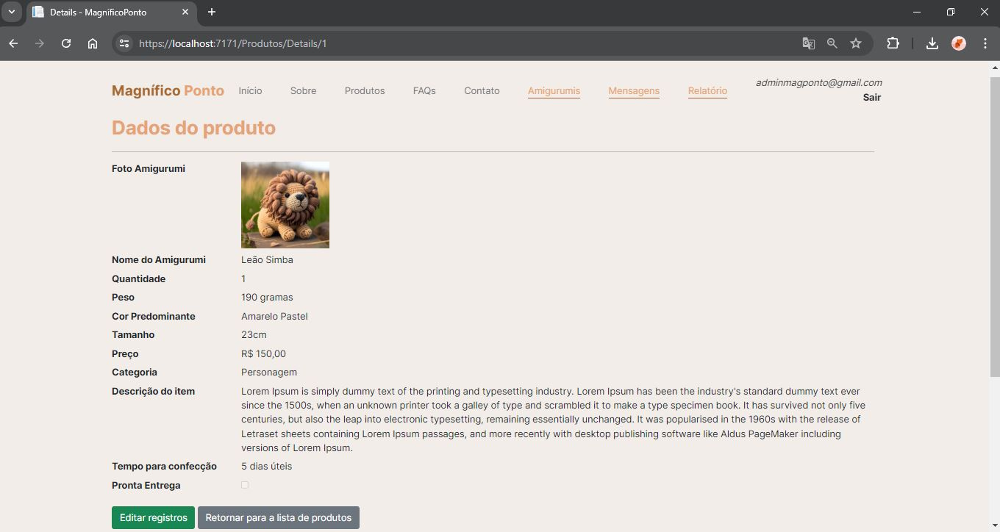 Details - MagnificoPonto
https://localhost:7171/Produtos/Details/1
Magnífico Ponto Início Sobre Produtos FAQs Contato Amigurumis Mensagens Relatório adminmagponto@gmail.com
Sair
Dados do produto
Foto Amigurumi
Nome do Amigurumi Leão Simba
Quantidade 1
Peso 190 gramas
Cor Predominante Amarelo Pastel
Tamanho 23cm
Preço R$ 150,00
Categoria Personagem
Descrição do item Lorem Ipsum is simply dummy text of the printing and typesetting industry. Lorem Ipsum has been the industry's standard dummy text ever
since the 1500s, when an unknown printer took a galley of type and scrambled it to make a type specimen book. It has survived not only five
centuries, but also the leap into electronic typesetting, remaining essentially unchanged. It was popularised in the 1960s with the release of
Letraset sheets containing Lorem Ipsum passages, and more recently with desktop publishing software like Aldus PageMaker including
versions of Lorem Ipsum.
Tempo para confecção 5 dias úteis
Pronta Entrega
Editar registros Retornar para a lista de produtos